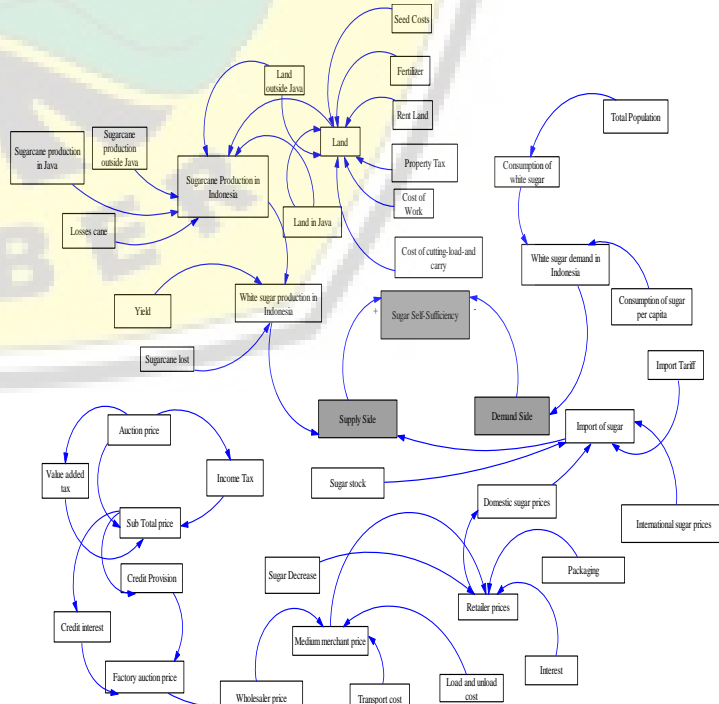 Seed Costs
Land
outside Java
Fertilizer
Rent Land
Total Population
Sugarcane
production
outside Java
Sugarcane production
in Java
Land
Property Tax
Consumption of
white sugar
Sugarcane Production in
Indonesia
Cost of
Work
Losses cane
Land in Java
Cost of cutting-load-and
carry
White sugar demand in
Indonesia
BER
Yield
White sugar production in
Indonesia
+
Sugar Self-Sufficiency
-
Consumption of sugar
per capita
Sugarcane lost
Import Tariff
Auction price
Supply Side
Demand Side
Import of sugar
Value added
tax
Income Tax
Sugar stock
Domestic sugar prices
Sub Total price
International sugar prices
Credit Provision
Sugar Decrease
Packaging
Retailer prices
Credit interest
Medium merchant price
Factory auction price
Interest
Wholesaler price
Transport cost
Load and unload
cost